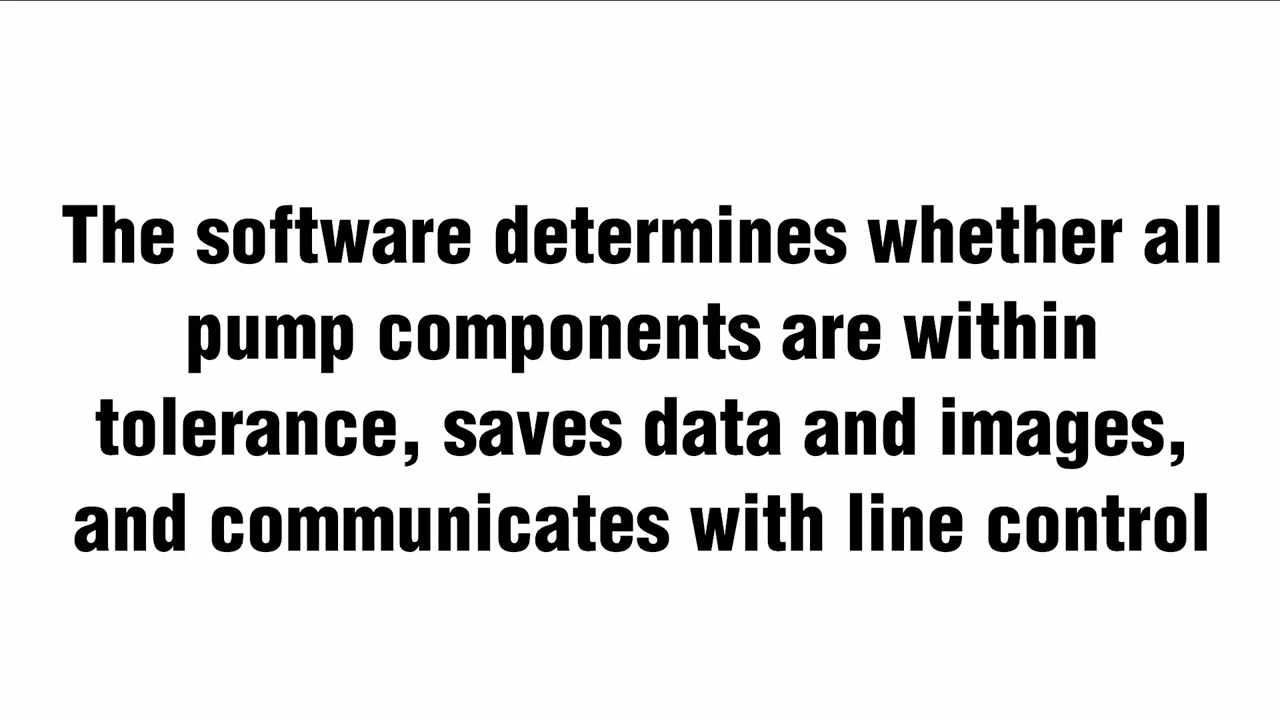 The software determines whether all
pump components are within
tolerance, saves data and images,
and communicates with line control